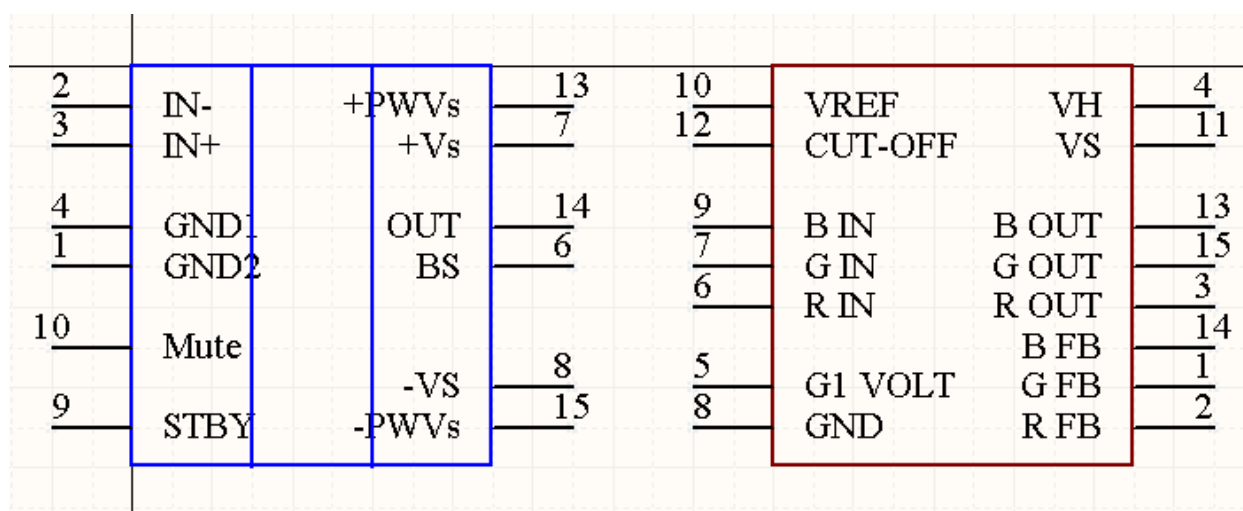 2 IN- +PWVs 13
3 IN+ +Vs 7
4 GND1 OUT 14
1 GND2 BS 6
10 Mute
-VS 8
9 STBY -PWVs 15
10 VREF VH 4
12 CUT-OFF VS 11
9 B IN B OUT 13
7 G IN G OUT 15
6 R IN R OUT 3
B FB 14
5 G1 VOLT G FB 1
8 GND R FB 2